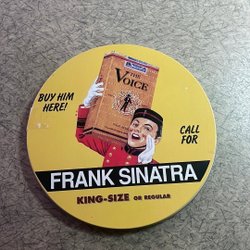 THE
VOICE
BUY HIM
HERE!
CALL
FOR
FRANK SINATRA
KING-SIZE OR REGULAR